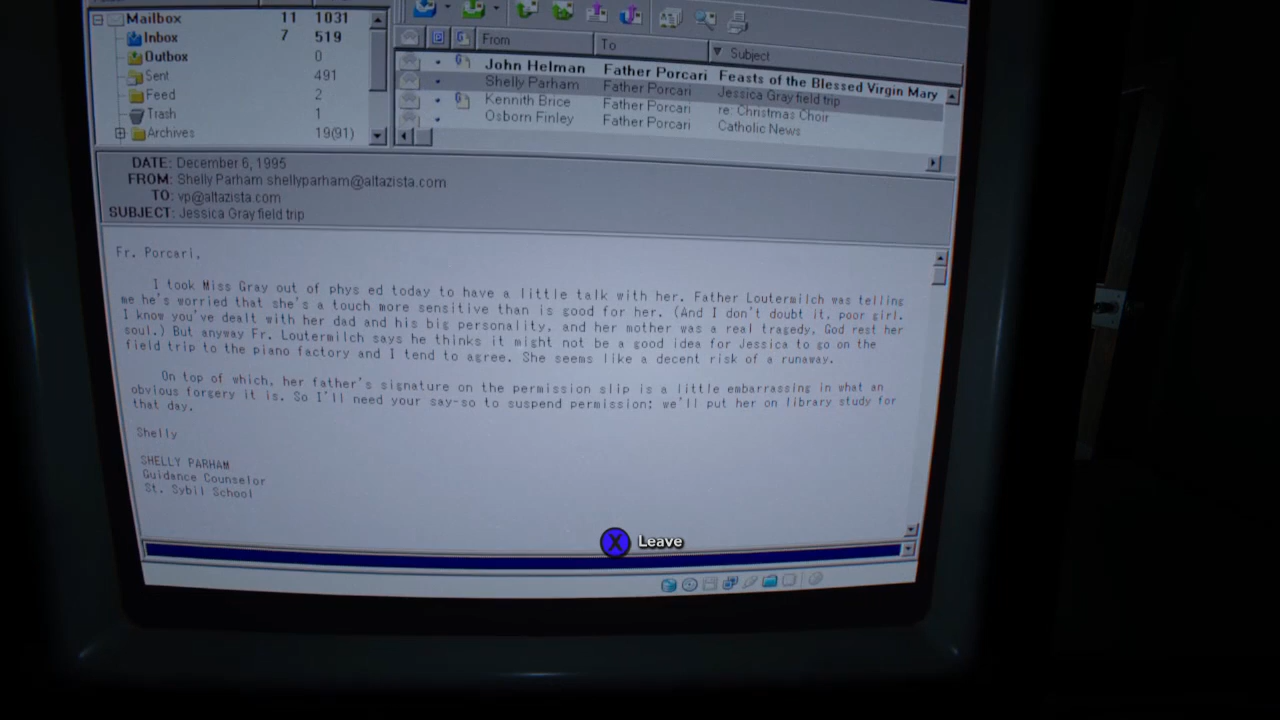 Mailbox 11 1031
Inbox 7 519
Outbox 0
Sent 491
Feed 2
Trash 1
Archives 19(91)
From To Subject
John Helman Father Porcari Feasts of the Blessed Virgin Mary
Shelly Parham Father Porcari Jessica Gray field trip
Kennith Brice Father Porcari re: Christmas Choir
Osborn Finley Father Porcari Catholic News
DATE: December 6, 1995
FROM: Shelly Parham shellyparham@altazista.com
TO: vp@altazista.com
SUBJECT: Jessica Gray field trip
Fr. Porcari,
I took Miss Gray out of phys ed today to have a little talk with her. Father Loutermilch was telling
me he's worried that she's a touch more sensitive than is good for her. (And I don't doubt it, poor girl.
I know you've dealt with her dad and his big personality, and her mother was a real tragedy, God rest her
soul.) But anyway Fr. Loutermilch says he thinks it might not be a good idea for Jessica to go on the
field trip to the piano factory and I tend to agree. She seems like a decent risk of a runaway.
On top of which, her father's signature on the permission slip is a little embarrassing in what an
obvious forgery it is. So I'll need your say-so to suspend permission; we'll put her on library study for
that day.
Shelly
SHELLY PARHAM
Guidance Counselor
St. Sybil School
X Leave